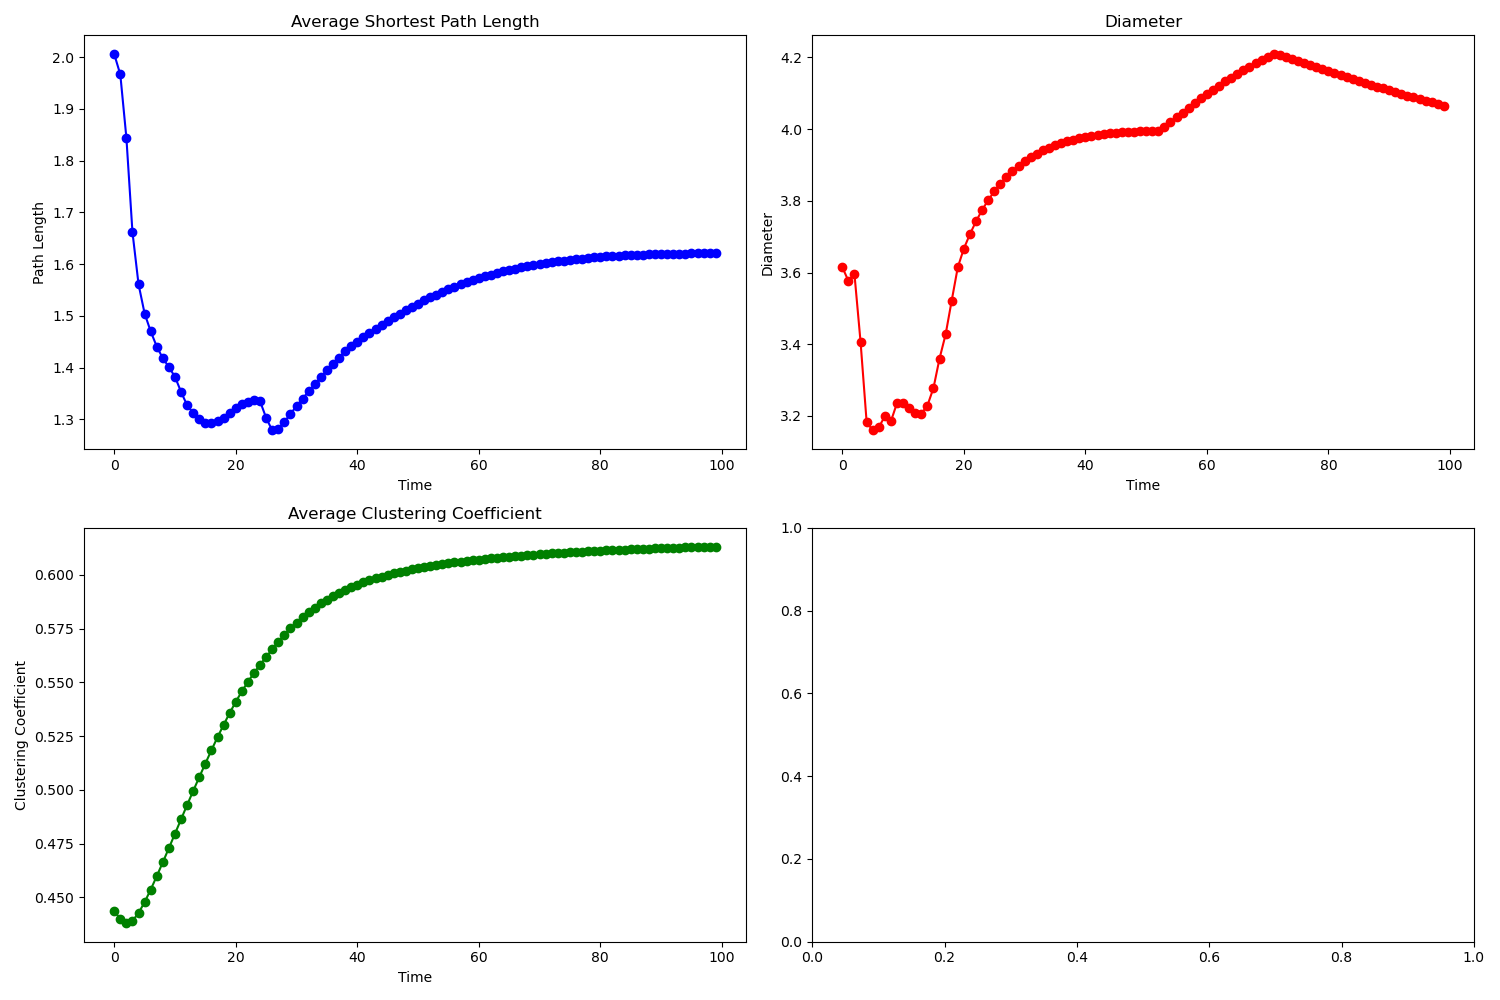 Average Shortest Path Length
2.0
1.9
1.8
1.7
1.6
1.5
1.4
1.3
Path Length
0 20 40 60 80 100
Time
Diameter
4.2
4.0
3.8
3.6
3.4
3.2
Diameter
0 20 40 60 80 100
Time
Average Clustering Coefficient
0.600
0.575
0.550
0.525
0.500
0.475
0.450
Clustering Coefficient
0 20 40 60 80 100
Time
1.0
0.8
0.6
0.4
0.2
0.0
0.0 0.2 0.4 0.6 0.8 1.0